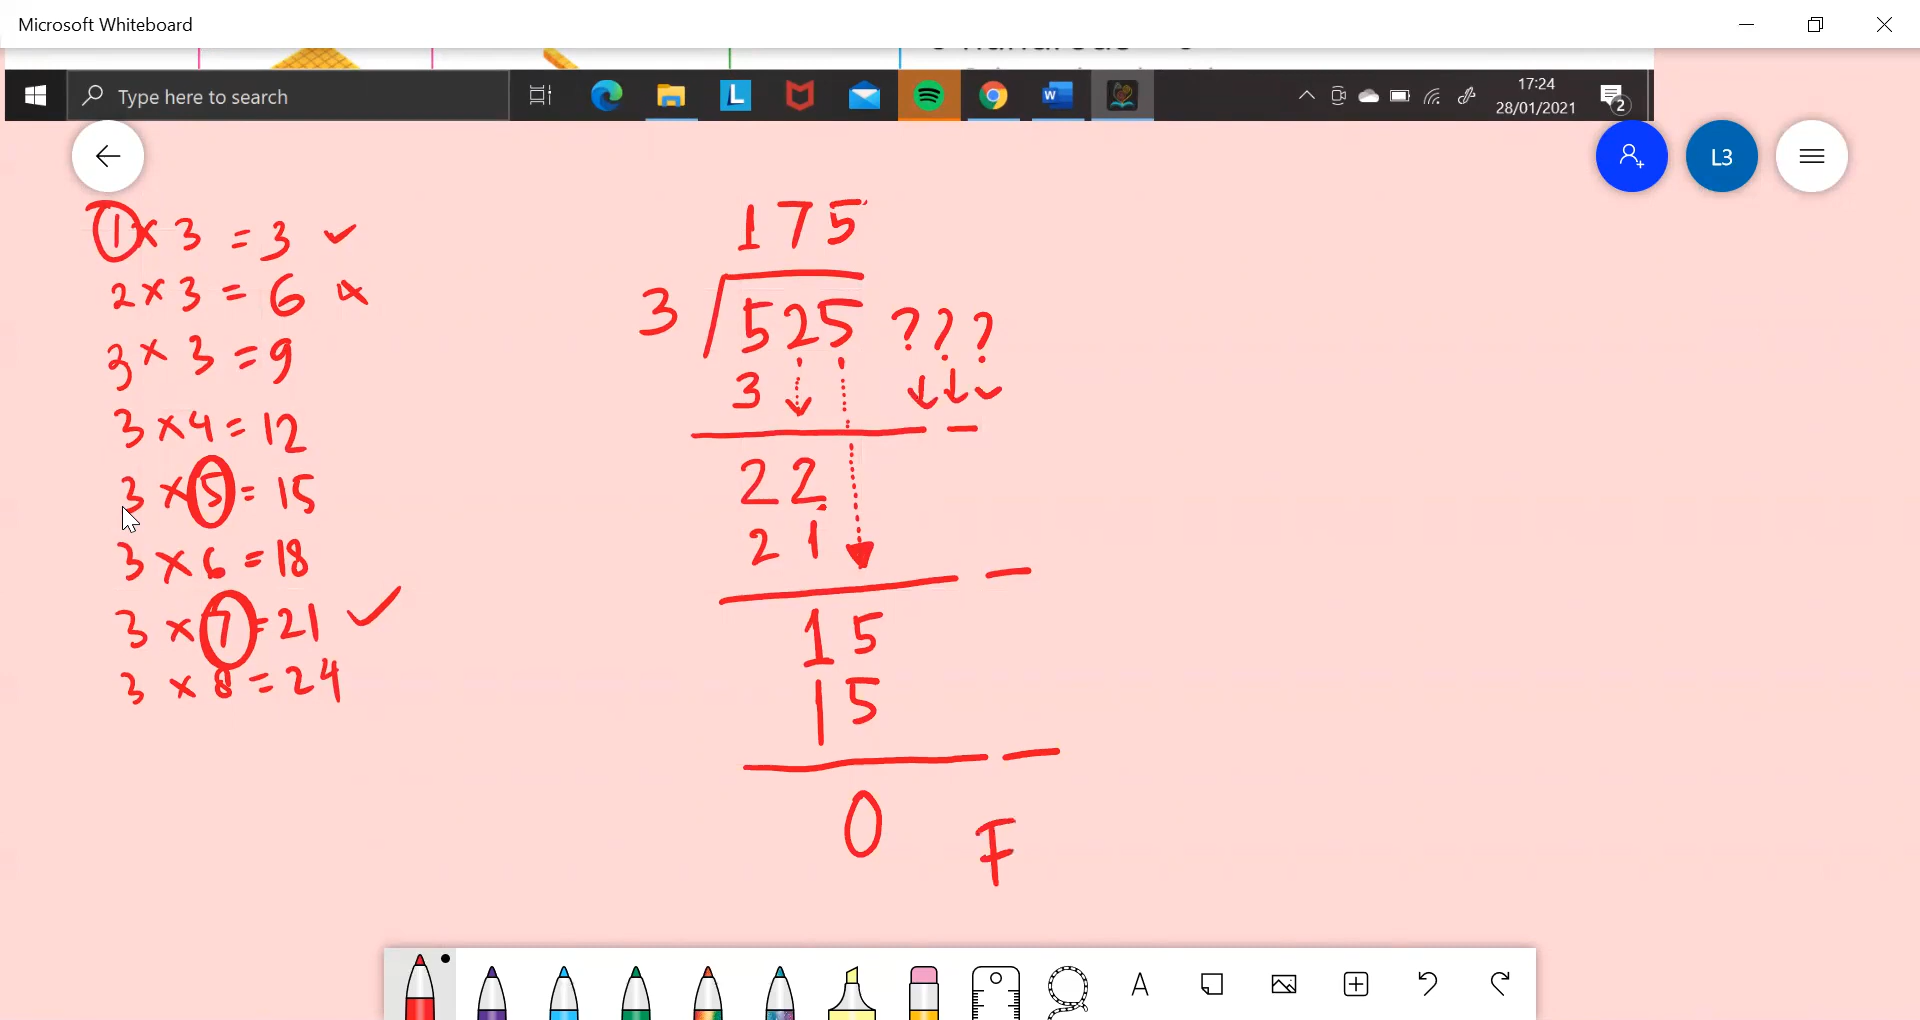 Microsoft Whiteboard
Type here to search
17:24
28/01/2021
2
L3
1 × 3 = 3 ✓
2 × 3 = 6 ×
3 × 3 = 9
3 × 4 = 12
3 × 5 = 15
3 × 6 = 18
3 × 7 = 21 ✓
3 × 8 = 24
175
3 525 ???
3
22
21
15
15
0 F